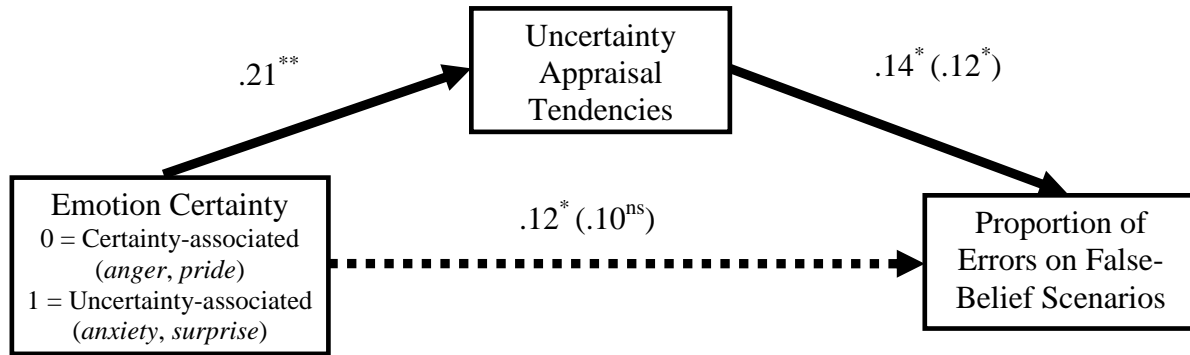 Uncertainty
Appraisal
Tendencies
.21**
.14* (.12*)
Emotion Certainty
0 = Certainty-associated
(anger, pride)
1 = Uncertainty-associated
(anxiety, surprise)
.12* (.10ns)
Proportion of
Errors on False-
Belief Scenarios